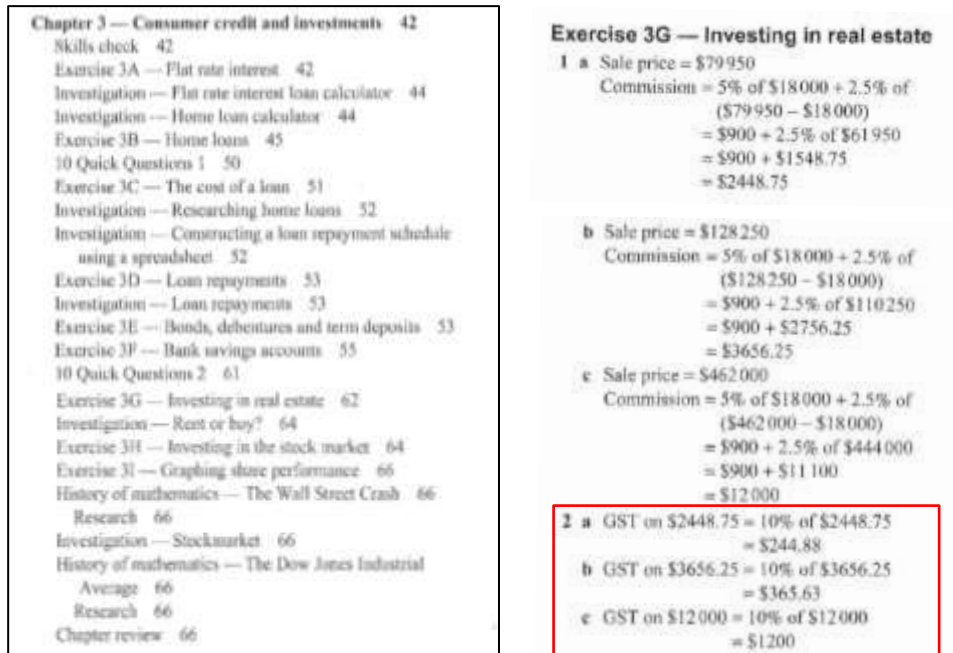 Chapter 3 — Consumer credit and investments 42
Skills check 42
Exercise 3A — Flat rate interest 42
Investigation — Flat rate interest loan calculator 44
Investigation — Home loan calculator 44
Exercise 3B — Home loans 45
10 Quick Questions 1 50
Exercise 3C — The cost of a loan 51
Investigation — Researching home loans 52
Investigation — Constructing a loan repayment schedule
using a spreadsheet 52
Exercise 3D — Loan repayments 53
Investigation — Loan repayments 53
Exercise 3E — Bonds, debentures and term deposits 53
Exercise 3F — Bank savings accounts 55
10 Quick Questions 2 61
Exercise 3G — Investing in real estate 62
Investigation — Rent or buy? 64
Exercise 3H — Investing in the stock market 64
Exercise 3I — Graphing share performance 66
History of mathematics — The Wall Street Crash 66
Research 66
Investigation — Stockmarket 66
History of mathematics — The Dow Jones Industrial
Average 66
Research 66
Chapter review 66
Exercise 3G — Investing in real estate
1 a Sale price = $79 950
Commission = 5% of $18 000 + 2.5% of
($79 950 – $18 000)
= $900 + 2.5% of $61 950
= $900 + $1548.75
= $2448.75
b Sale price = $128 250
Commission = 5% of $18 000 + 2.5% of
($128 250 – $18 000)
= $900 + 2.5% of $110 250
= $900 + $2756.25
= $3656.25
c Sale price = $462 000
Commission = 5% of $18 000 + 2.5% of
($462 000 – $18 000)
= $900 + 2.5% of $444 000
= $900 + $11 100
= $12 000
2 a GST on $2448.75 = 10% of $2448.75
= $244.88
b GST on $3656.25 = 10% of $3656.25
= $365.63
c GST on $12 000 = 10% of $12 000
= $1200